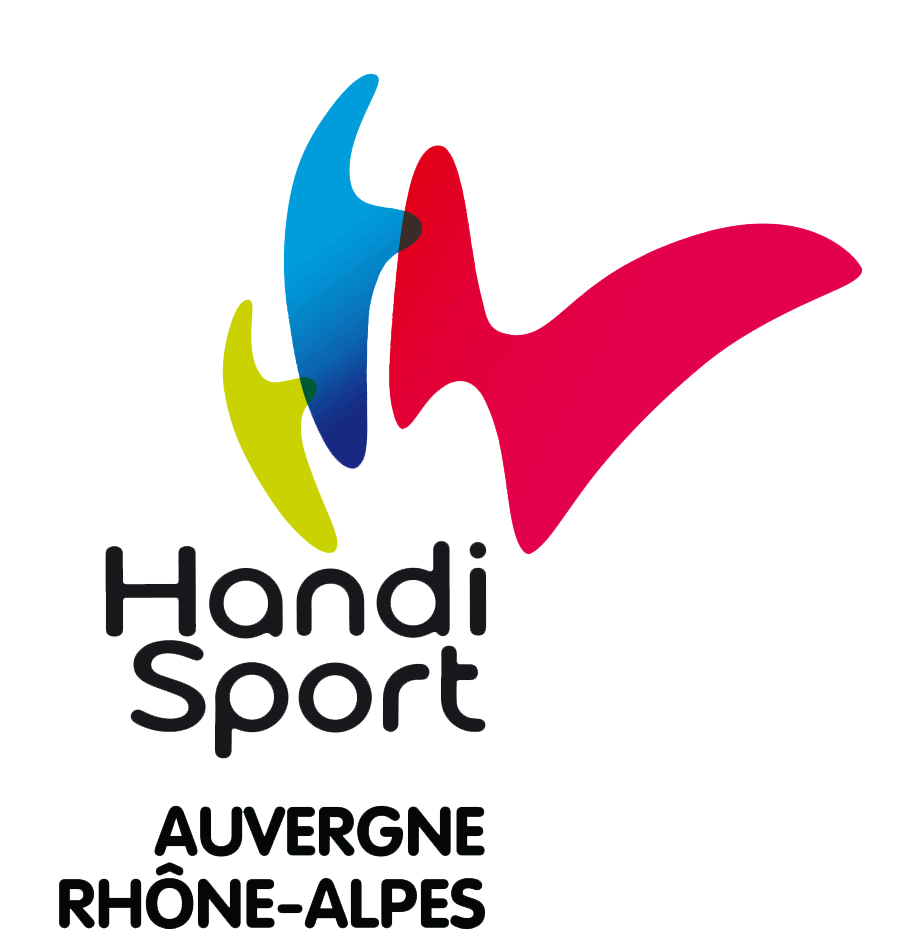 Handi
Sport
AUVERGNE
RHÔNE-ALPES